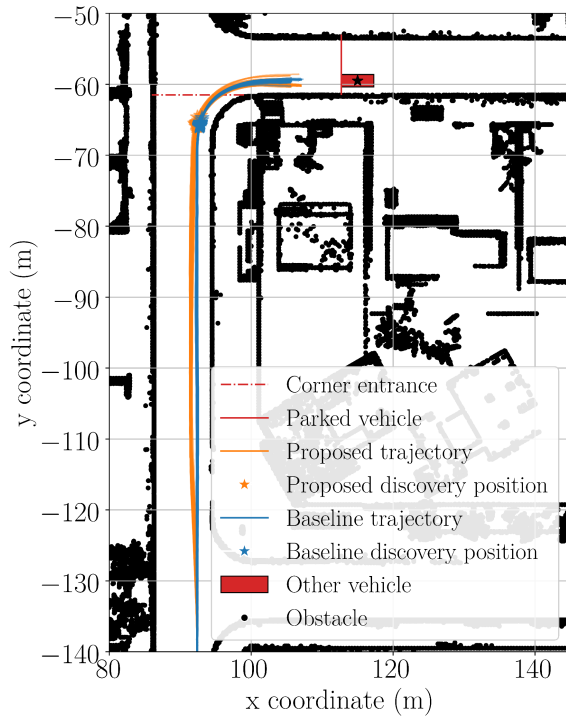 −50
−60
−70
−80
−90
−100
−110
−120
−130
−140
y coordinate (m)
Corner entrance
Parked vehicle
Proposed trajectory
Proposed discovery position
Baseline trajectory
Baseline discovery position
Other vehicle
Obstacle
80
100
120
140
x coordinate (m)